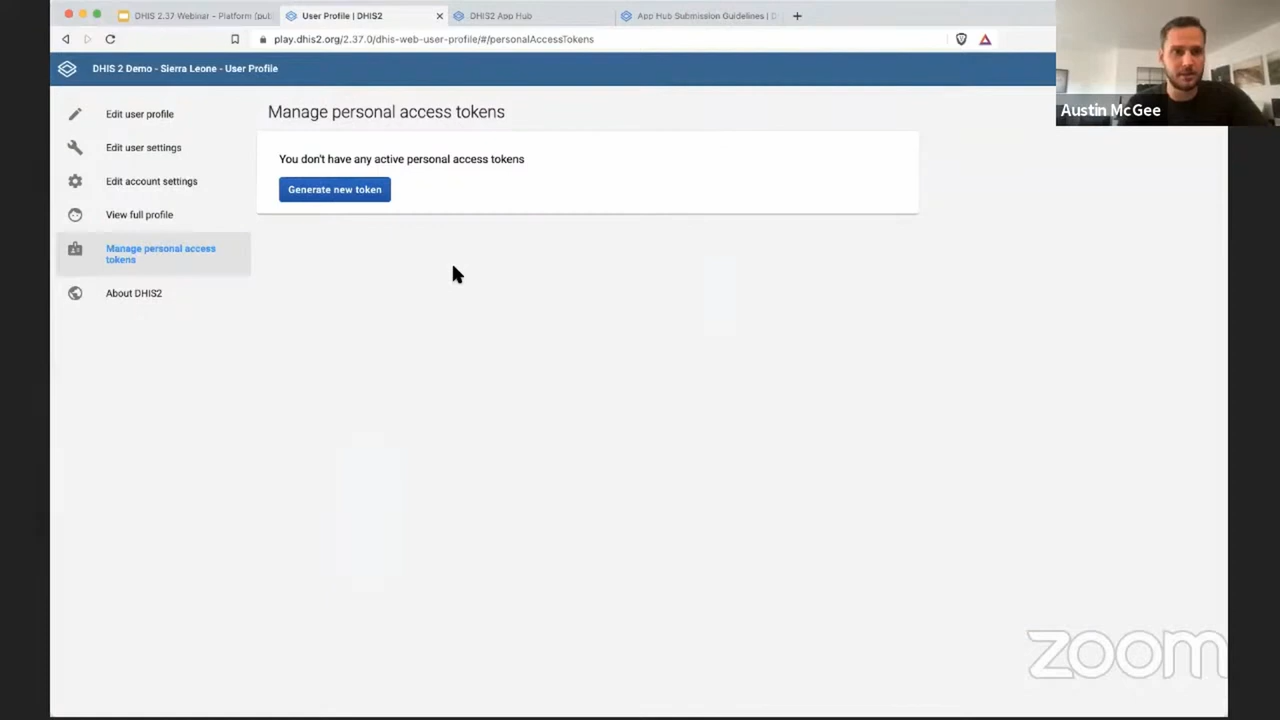 DHIS 2.37 Webinar - Platform (pub
User Profile | DHIS2
DHIS2 App Hub
App Hub Submission Guidelines | D
play.dhis2.org/2.37.0/dhis-web-user-profile/#/personalAccessTokens
DHIS 2 Demo - Sierra Leone - User Profile
Austin McGee
Edit user profile
Edit user settings
Edit account settings
View full profile
Manage personal access
tokens
About DHIS2
Manage personal access tokens
You don't have any active personal access tokens
Generate new token
zoom